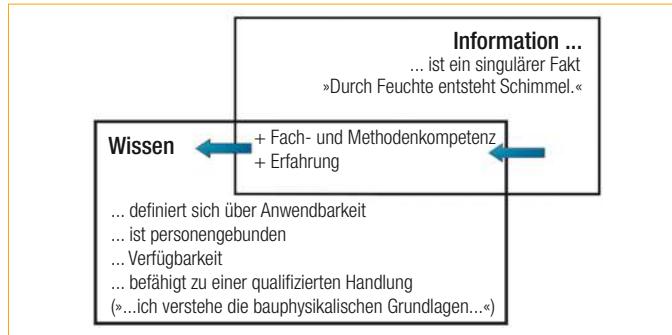 Information ...
... ist ein singulärer Fakt
»Durch Feuchte entsteht Schimmel.«
Wissen
+ Fach- und Methodenkompetenz
+ Erfahrung
... definiert sich über Anwendbarkeit
... ist personengebunden
... Verfügbarkeit
... befähigt zu einer qualifizierten Handlung
(»...ich verstehe die bauphysikalischen Grundlagen...«)